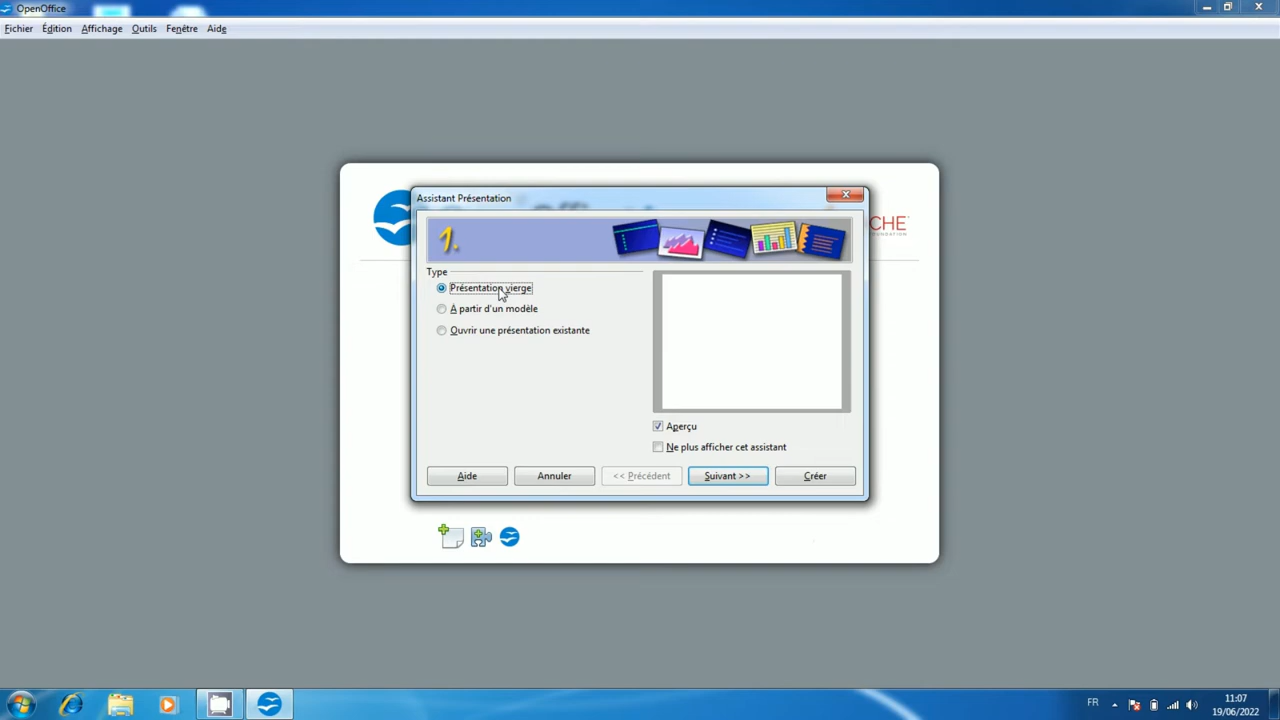 OpenOffice
Fichier Édition Affichage Outils Fenêtre Aide
Assistant Présentation
1.
CHE
FOUNDATION
Type
Présentation vierge
À partir d'un modèle
Ouvrir une présentation existante
Aperçu
Ne plus afficher cet assistant
Aide Annuler << Précédent Suivant >> Créer
FR
11:07
19/06/2022